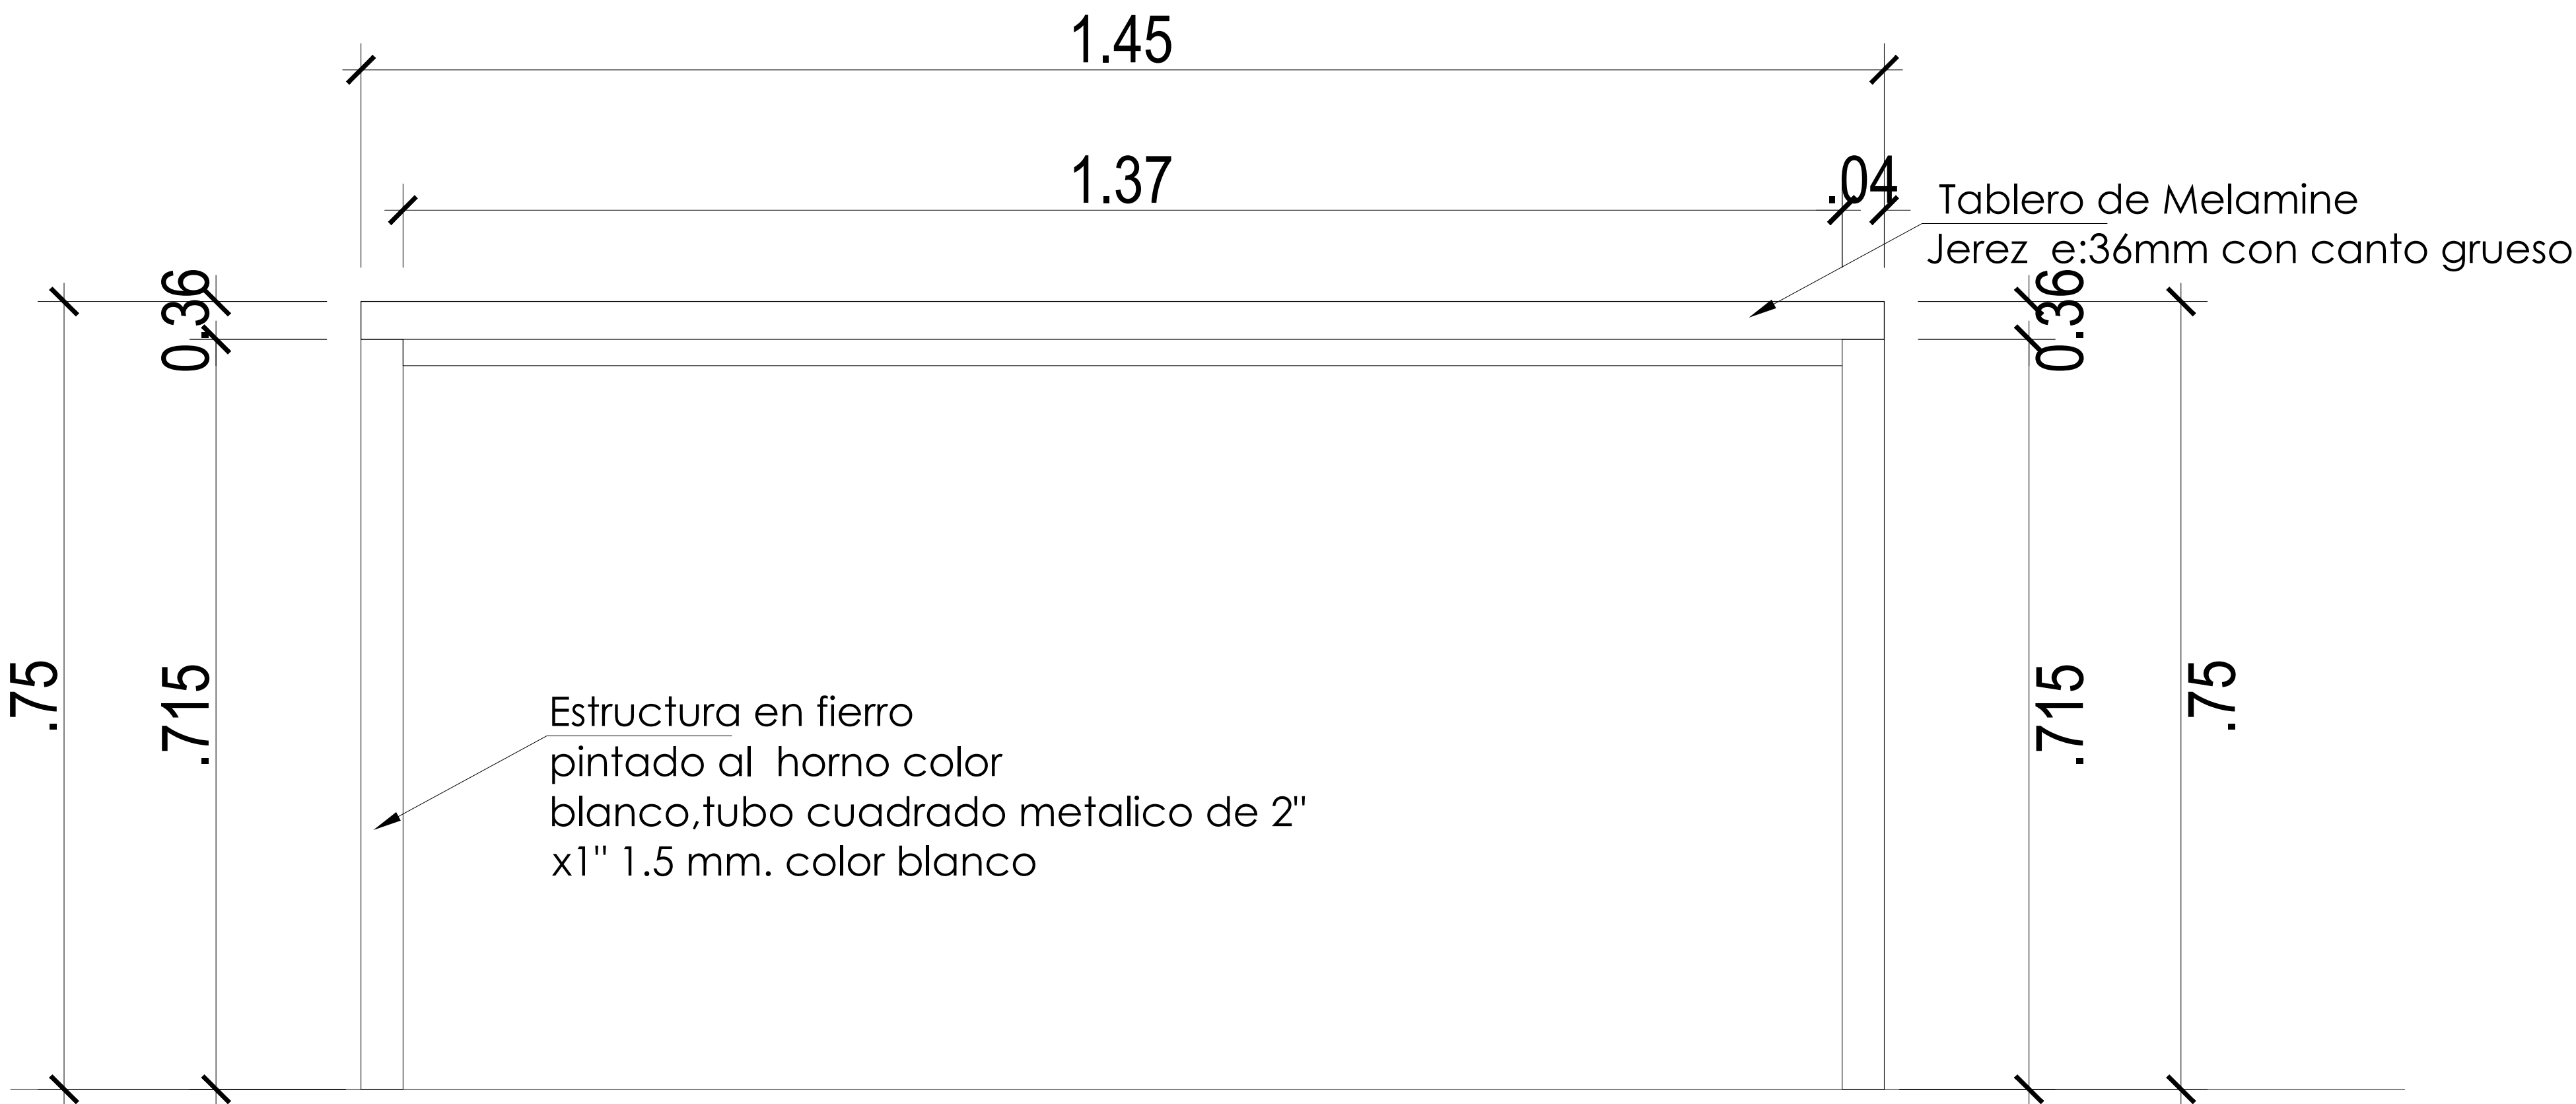 1.45
1.37
.04
Tablero de Melamine
Jerez e:36mm con canto grueso
0.36
0.36
.75
.715
.715
.75
Estructura en fierro
pintado al horno color
blanco,tubo cuadrado metalico de 2"
x1" 1.5 mm. color blanco